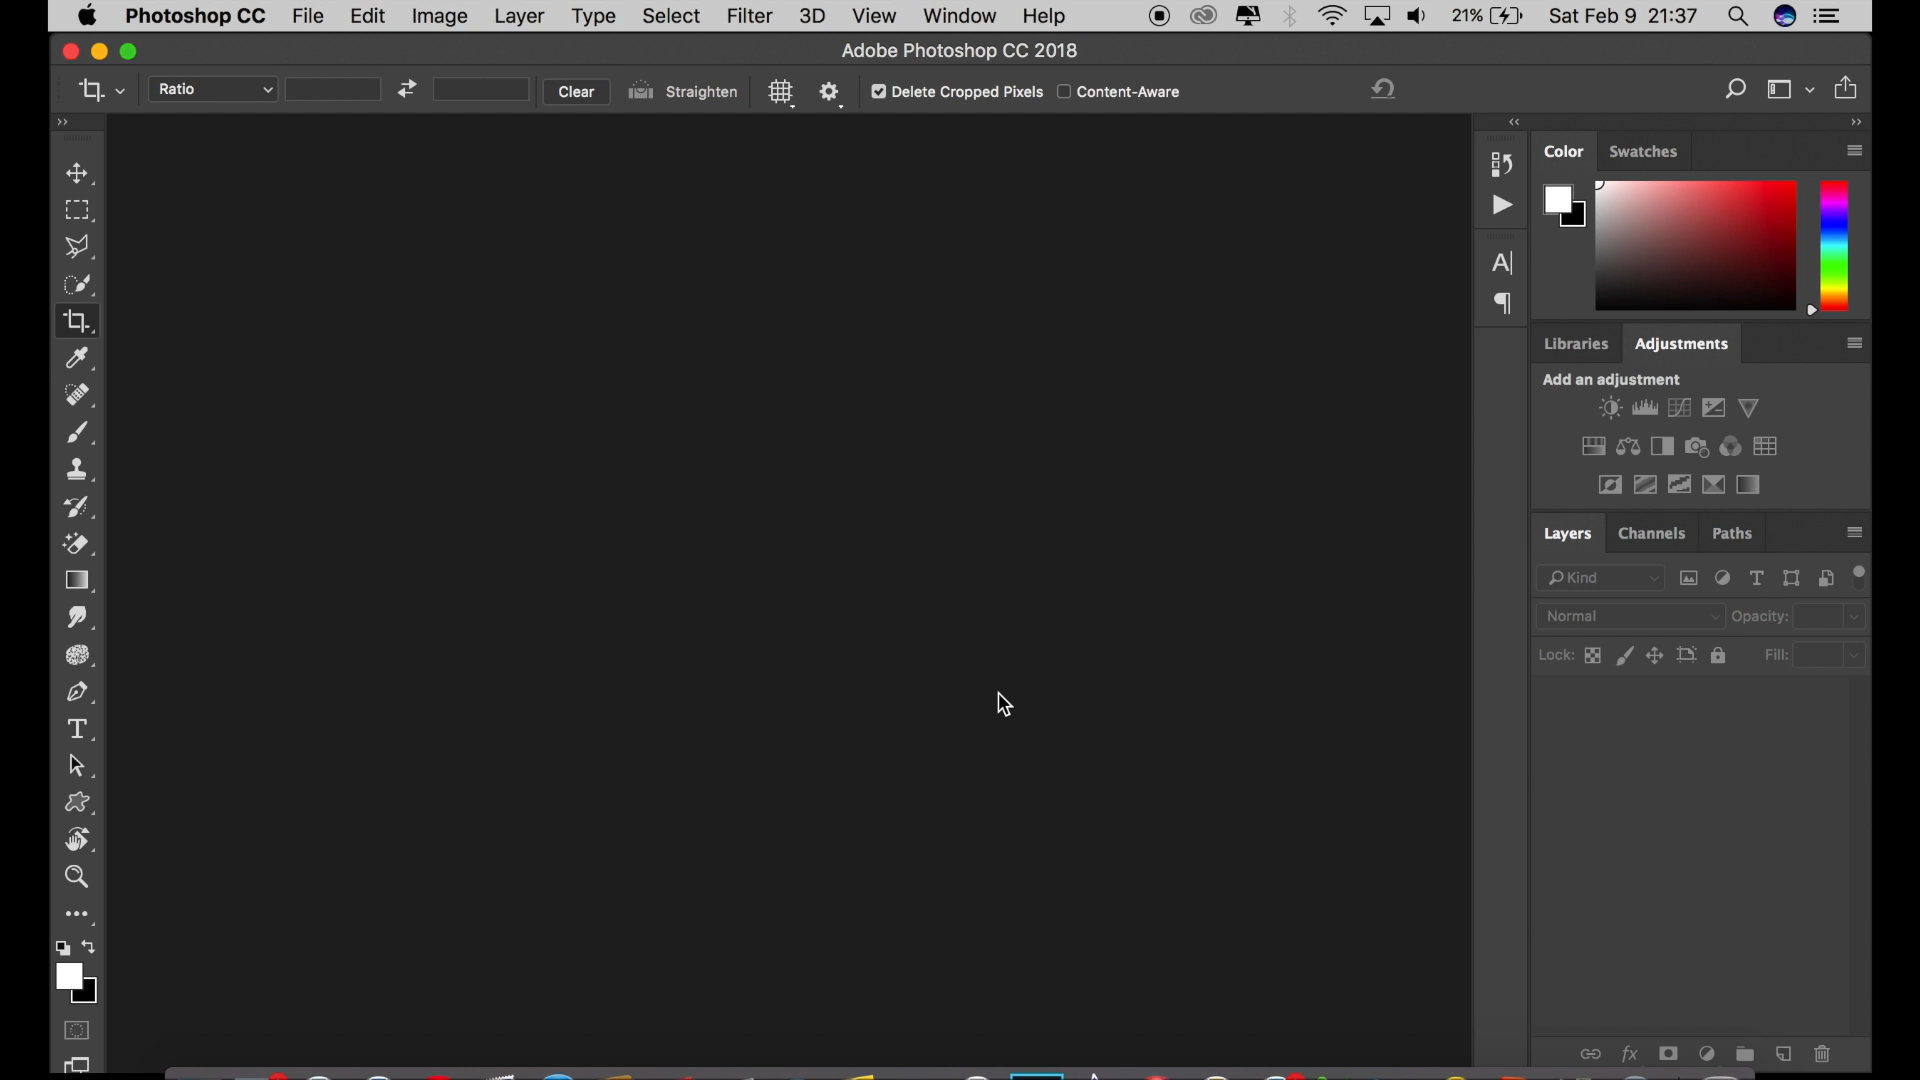 Photoshop CC File Edit Image Layer Type Select Filter 3D View Window Help 21% Sat Feb 9 21:37
Adobe Photoshop CC 2018
Ratio Clear Straighten Delete Cropped Pixels Content-Aware
Color Swatches
Libraries Adjustments
Add an adjustment
Layers Channels Paths
Kind
Normal Opacity:
Lock: Fill: